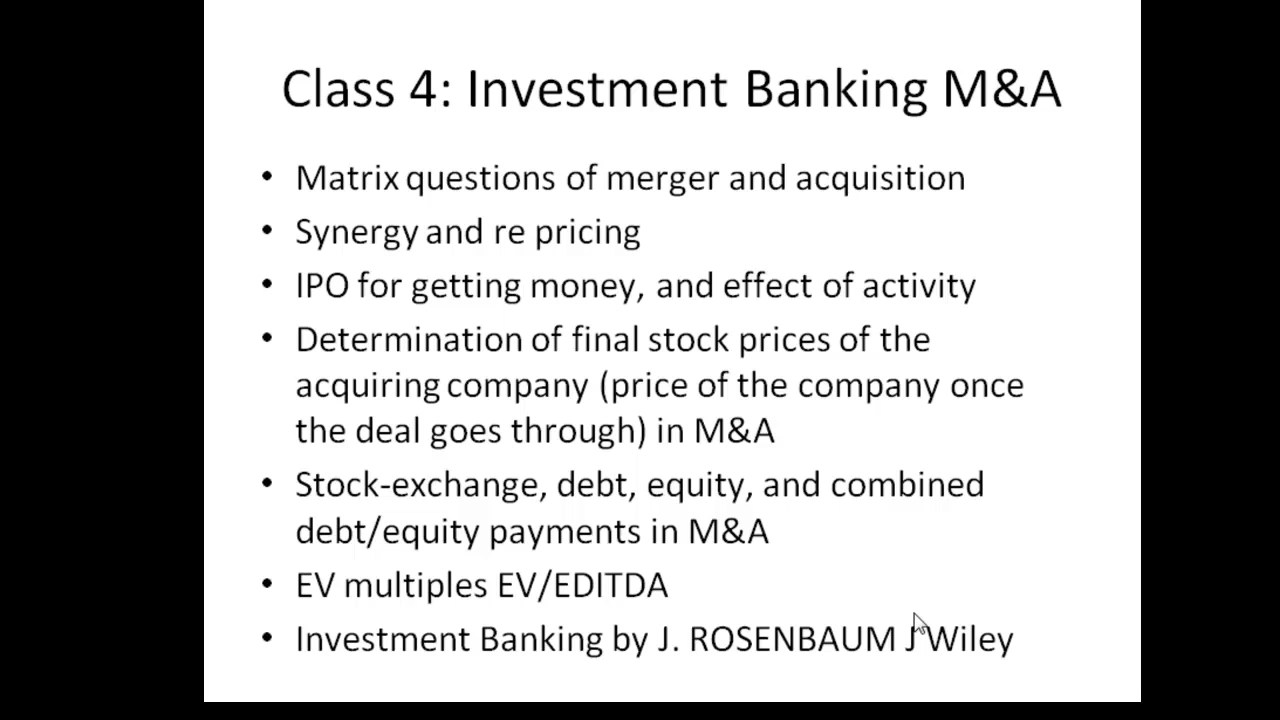 Class 4: Investment Banking M&A
• Matrix questions of merger and acquisition
• Synergy and re pricing
• IPO for getting money, and effect of activity
• Determination of final stock prices of the
acquiring company (price of the company once
the deal goes through) in M&A
• Stock-exchange, debt, equity, and combined
debt/equity payments in M&A
• EV multiples EV/EDITDA
• Investment Banking by J. ROSENBAUM J Wiley